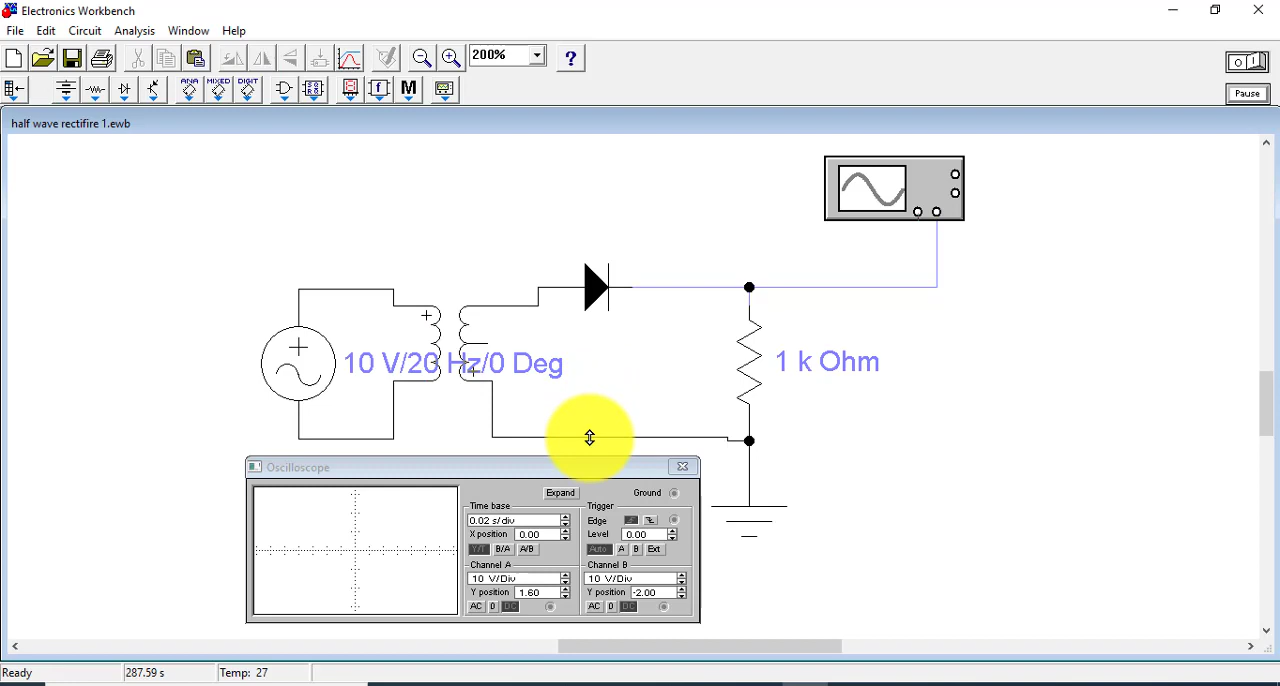 Electronics Workbench
File Edit Circuit Analysis Window Help
200% ?
O I
ANA MIXED DIGIT f M
Pause
half wave rectifire 1.ewb
10 V/20 Hz/0 Deg
1 k Ohm
Oscilloscope
Expand Ground
Time base Trigger
0.02 s/div Edge
X position 0.00 Level 0.00
Y/T B/A A/B Auto A B Ext
Channel A Channel B
10 V/Div 10 V/Div
Y position 1.60 Y position -2.00
AC 0 DC AC 0 DC
Ready 287.59 s Temp: 27